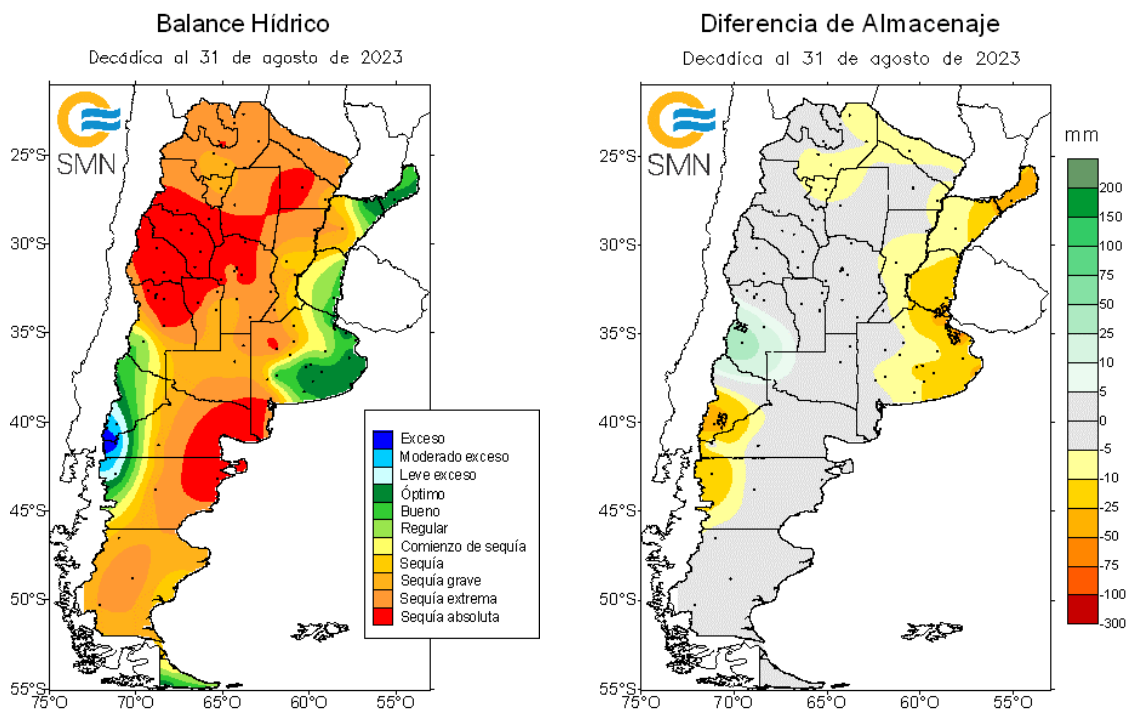 Balance Hídrico
Decádica al 31 de agosto de 2023
SMN
25°S
30°S
35°S
40°S
45°S
50°S
55°S
75°O
70°O
65°O
60°O
55°O
Exceso
Moderado exceso
Leve exceso
Óptimo
Bueno
Regular
Comienzo de sequía
Sequía
Sequía grave
Sequía extrema
Sequía absoluta
Diferencia de Almacenaje
Decádica al 31 de agosto de 2023
SMN
25°S
30°S
35°S
40°S
45°S
50°S
55°S
75°O
70°O
65°O
60°O
55°O
25
mm
200
150
100
75
50
25
10
5
0
-5
-10
-25
-50
-75
-100
-300